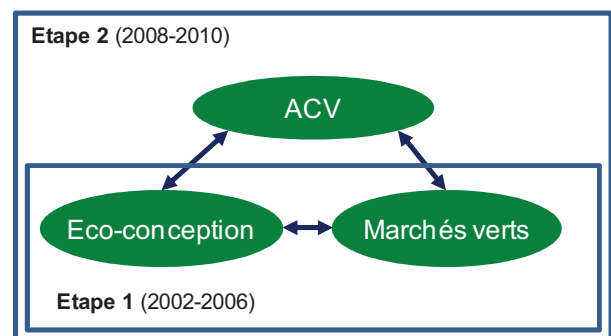 Etape 2 (2008-2010)
ACV
Eco-conception
Marchés verts
Etape 1 (2002-2006)